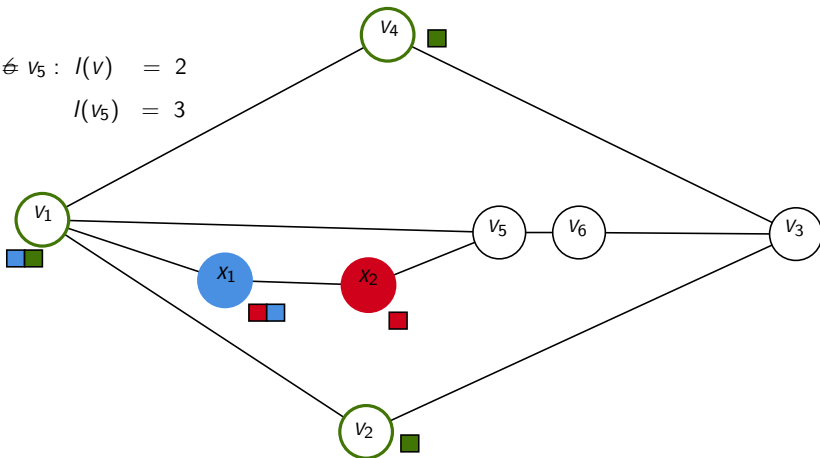 v₄
≠ v₅ : l(v) = 2
l(v₅) = 3
v₁
v₅
v₆
v₃
x₁
x₂
v₂